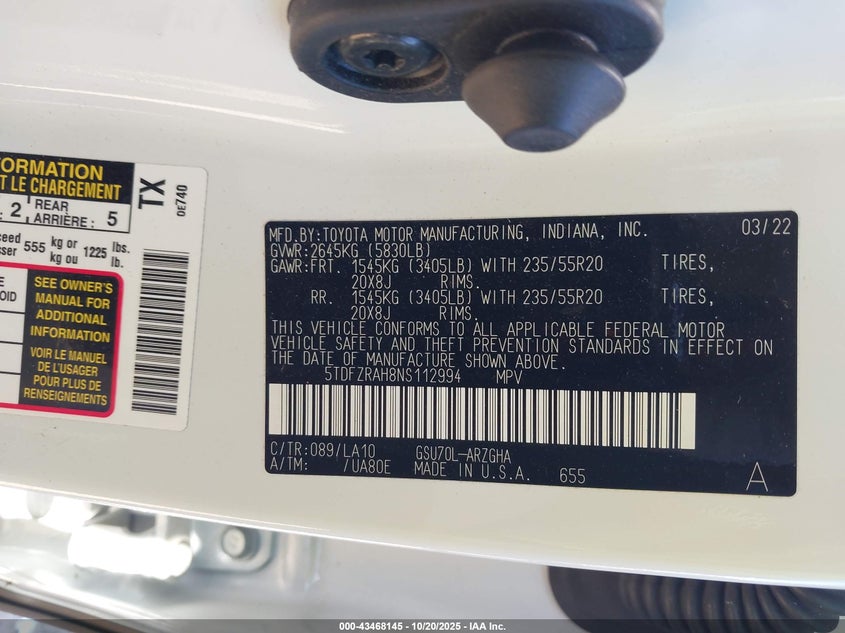 FORMATION
T LE CHARGEMENT
2 REAR
ARRIÈRE : 5
TX
0E740
555 kg or 1225 lbs.
kg ou lb.
SEE OWNER'S
MANUAL FOR
ADDITIONAL
INFORMATION
VOIR LE MANUEL
DE L'USAGER
POUR PLUS DE
RENSEIGNEMENTS
MFD.BY:TOYOTA MOTOR MANUFACTURING, INDIANA, INC. 03/22
GVWR:2645KG (5830LB)
GAWR:FRT. 1545KG (3405LB) WITH 235/55R20 TIRES,
20X8J RIMS.
RR. 1545KG (3405LB) WITH 235/55R20 TIRES,
20X8J RIMS.
THIS VEHICLE CONFORMS TO ALL APPLICABLE FEDERAL MOTOR
VEHICLE SAFETY AND THEFT PREVENTION STANDARDS IN EFFECT ON
THE DATE OF MANUFACTURE SHOWN ABOVE.
5TDFZRAH8NS112994 MPV
C/TR:089/LA10 GSU70L-ARZGHA
A/TM: /UA80E MADE IN U.S.A. 655 A
000-43468145 - 10/20/2025 - IAA Inc.